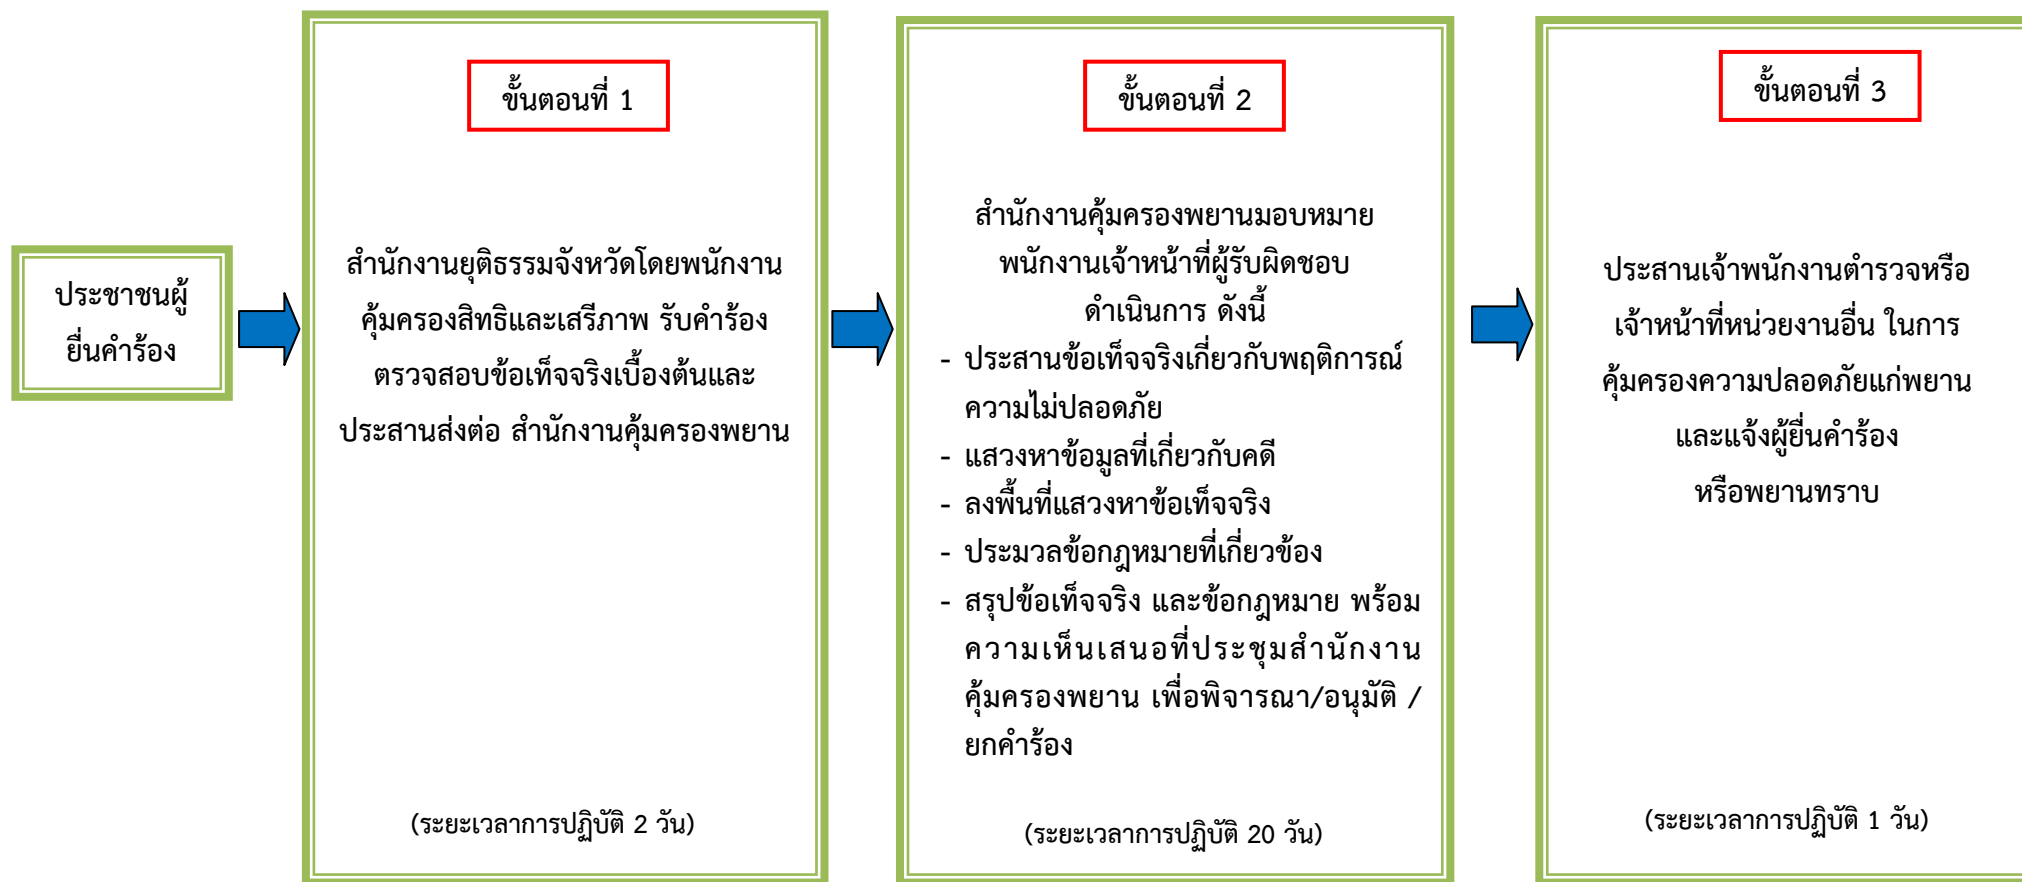 ประชาชนผู้
ยื่นคำร้อง
ขั้นตอนที่ 1
สำนักงานยุติธรรมจังหวัดโดยพนักงาน
คุ้มครองสิทธิและเสรีภาพ รับคำร้อง
ตรวจสอบข้อเท็จจริงเบื้องต้นและ
ประสานส่งต่อ สำนักงานคุ้มครองพยาน
(ระยะเวลาการปฏิบัติ 2 วัน)
ขั้นตอนที่ 2
สำนักงานคุ้มครองพยานมอบหมาย
พนักงานเจ้าหน้าที่ผู้รับผิดชอบ
ดำเนินการ ดังนี้
- ประสานข้อเท็จจริงเกี่ยวกับพฤติการณ์
ความไม่ปลอดภัย
- แสวงหาข้อมูลที่เกี่ยวกับคดี
- ลงพื้นที่แสวงหาข้อเท็จจริง
- ประมวลข้อกฎหมายที่เกี่ยวข้อง
- สรุปข้อเท็จจริง และข้อกฎหมาย พร้อม
ความเห็นเสนอที่ประชุมสำนักงาน
คุ้มครองพยาน เพื่อพิจารณา/อนุมัติ /
ยกคำร้อง
(ระยะเวลาการปฏิบัติ 20 วัน)
ขั้นตอนที่ 3
ประสานเจ้าพนักงานตำรวจหรือ
เจ้าหน้าที่หน่วยงานอื่น ในการ
คุ้มครองความปลอดภัยแก่พยาน
และแจ้งผู้ยื่นคำร้อง
หรือพยานทราบ
(ระยะเวลาการปฏิบัติ 1 วัน)